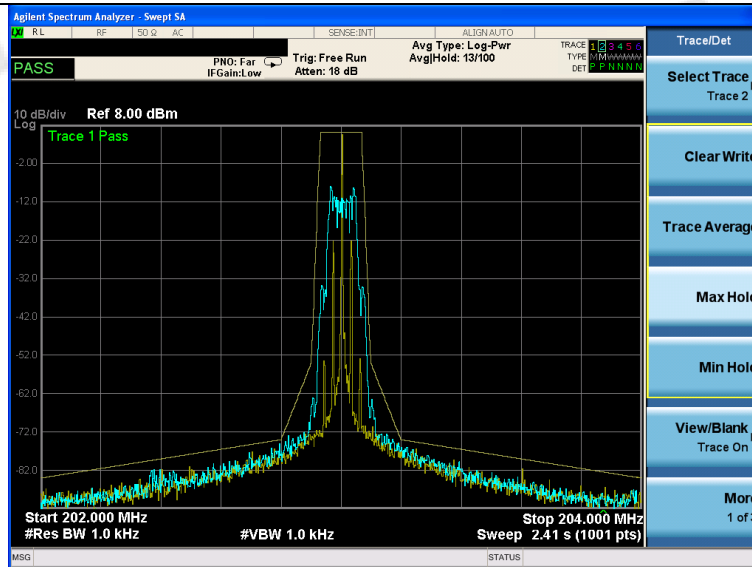 Agilent Spectrum Analyzer - Swept SA
RL RF 50 Ω AC SENSE:INT ALIGN AUTO
PASS
PNO: Far
IFGain:Low
Trig: Free Run
Atten: 18 dB
Avg Type: Log-Pwr
Avg|Hold: 13/100
TRACE 1 2 3 4 5 6
TYPE M M
DET P P N N N N
10 dB/div Ref 8.00 dBm
Log
Trace 1 Pass
-2.00
-12.0
-22.0
-32.0
-42.0
-52.0
-62.0
-72.0
-82.0
Start 202.000 MHz
#Res BW 1.0 kHz
#VBW 1.0 kHz
Stop 204.000 MHz
Sweep 2.41 s (1001 pts)
MSG
STATUS
Trace/Det
Select Trace
Trace 2
Clear Write
Trace Average
Max Hold
Min Hold
View/Blank
Trace On
More
1 of